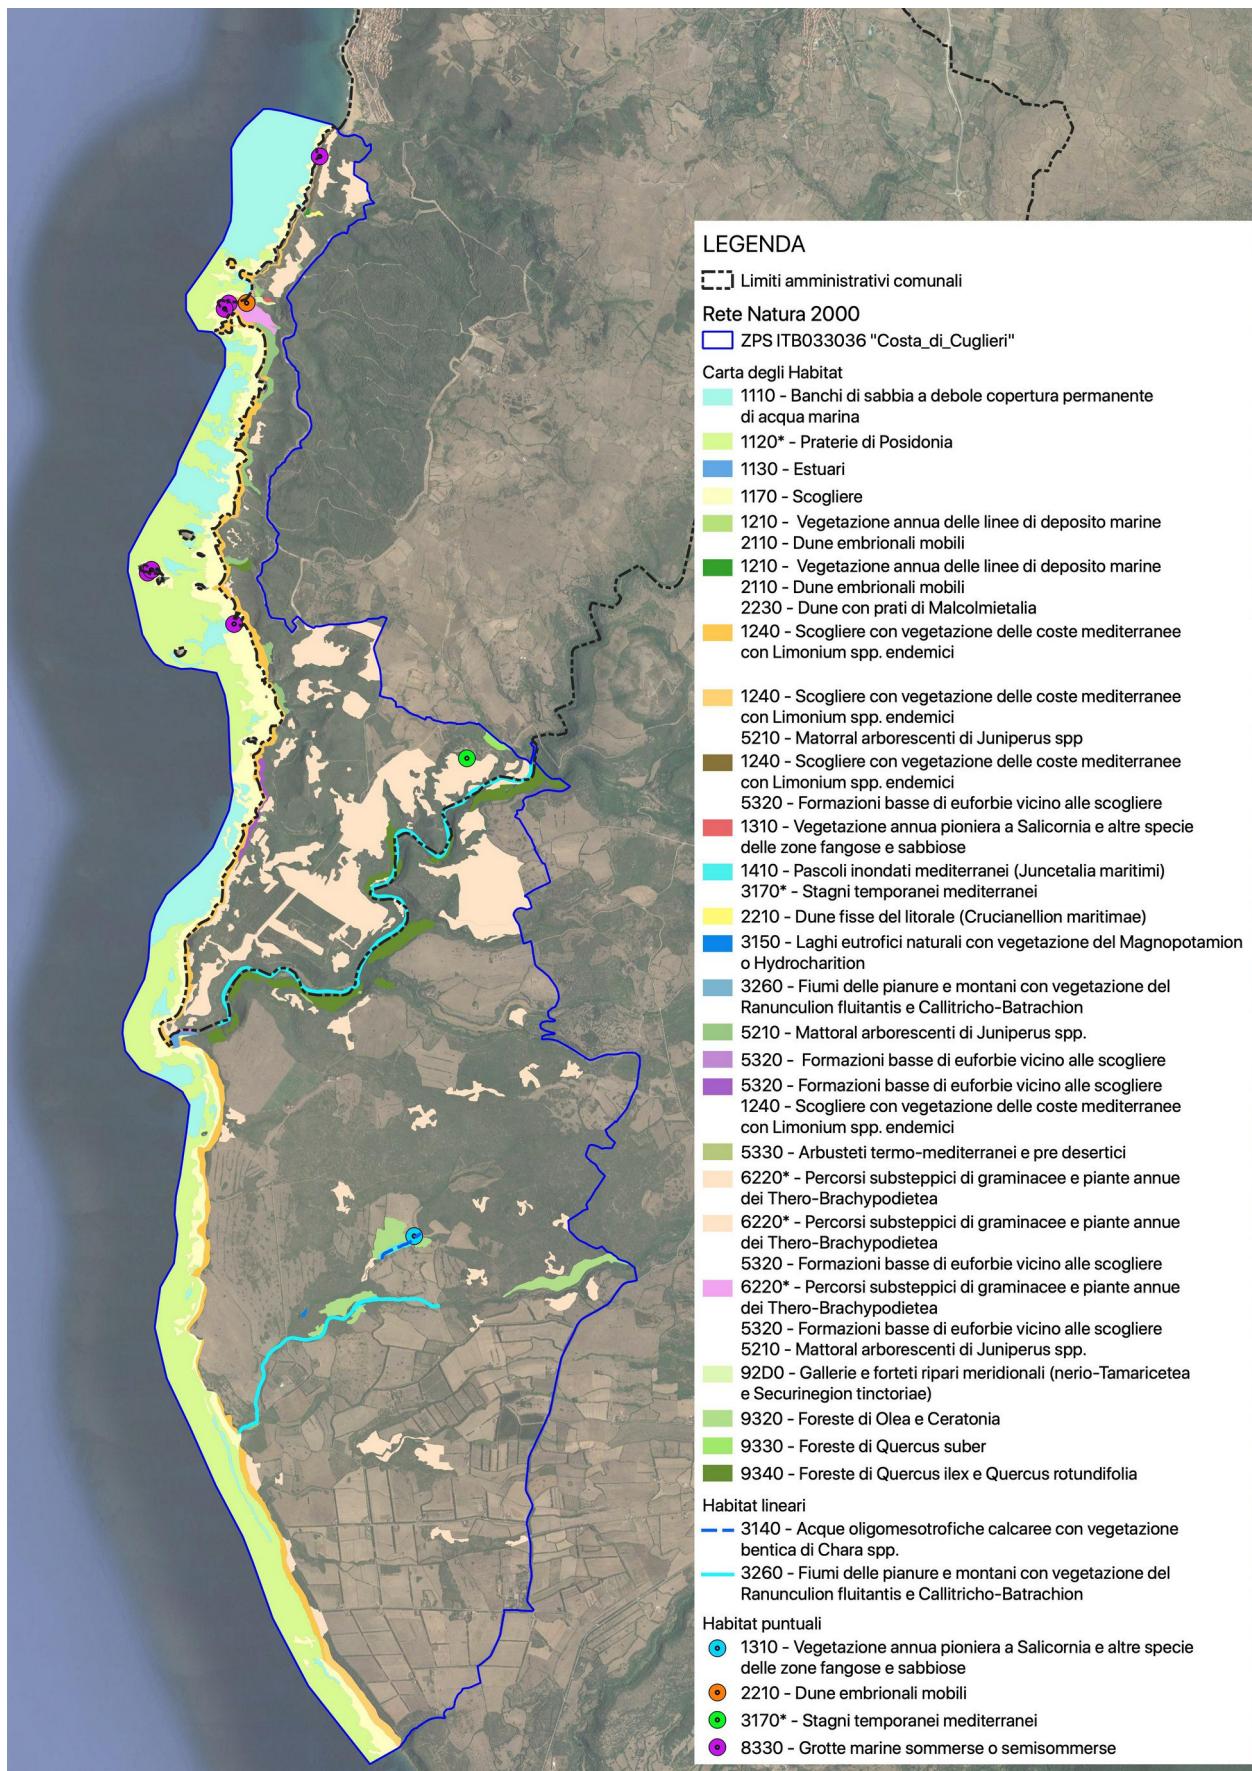 LEGENDA
Limiti amministrativi comunali
Rete Natura 2000
ZPS ITB033036 "Costa_di_Cuglieri"
Carta degli Habitat
1110 - Banchi di sabbia a debole copertura permanente
di acqua marina
1120* - Praterie di Posidonia
1130 - Estuari
1170 - Scogliere
1210 - Vegetazione annua delle linee di deposito marine
2110 - Dune embrionali mobili
1210 - Vegetazione annua delle linee di deposito marine
2110 - Dune embrionali mobili
2230 - Dune con prati di Malcolmietalia
1240 - Scogliere con vegetazione delle coste mediterranee
con Limonium spp. endemici
1240 - Scogliere con vegetazione delle coste mediterranee
con Limonium spp. endemici
5210 - Matorral arborescenti di Juniperus spp
1240 - Scogliere con vegetazione delle coste mediterranee
con Limonium spp. endemici
5320 - Formazioni basse di euforbie vicino alle scogliere
1310 - Vegetazione annua pioniera a Salicornia e altre specie
delle zone fangose e sabbiose
1410 - Pascoli inondati mediterranei (Juncetalia maritimi)
3170* - Stagni temporanei mediterranei
2210 - Dune fisse del litorale (Crucianellion maritimae)
3150 - Laghi eutrofici naturali con vegetazione del Magnopotamion
o Hydrocharition
3260 - Fiumi delle pianure e montani con vegetazione del
Ranunculion fluitantis e Callitricho-Batrachion
5210 - Mattoral arborescenti di Juniperus spp.
5320 - Formazioni basse di euforbie vicino alle scogliere
5320 - Formazioni basse di euforbie vicino alle scogliere
1240 - Scogliere con vegetazione delle coste mediterranee
con Limonium spp. endemici
5330 - Arbusteti termo-mediterranei e pre desertici
6220* - Percorsi substeppici di graminacee e piante annue
dei Thero-Brachypodietea
6220* - Percorsi substeppici di graminacee e piante annue
dei Thero-Brachypodietea
5320 - Formazioni basse di euforbie vicino alle scogliere
6220* - Percorsi substeppici di graminacee e piante annue
dei Thero-Brachypodietea
5320 - Formazioni basse di euforbie vicino alle scogliere
5210 - Mattoral arborescenti di Juniperus spp.
92D0 - Gallerie e forteti ripari meridionali (nerio-Tamaricetea
e Securinegion tinctoriae)
9320 - Foreste di Olea e Ceratonia
9330 - Foreste di Quercus suber
9340 - Foreste di Quercus ilex e Quercus rotundifolia
Habitat lineari
3140 - Acque oligomesotrofiche calcaree con vegetazione
bentica di Chara spp.
3260 - Fiumi delle pianure e montani con vegetazione del
Ranunculion fluitantis e Callitricho-Batrachion
Habitat puntuali
1310 - Vegetazione annua pioniera a Salicornia e altre specie
delle zone fangose e sabbiose
2210 - Dune embrionali mobili
3170* - Stagni temporanei mediterranei
8330 - Grotte marine sommerse o semisommerse